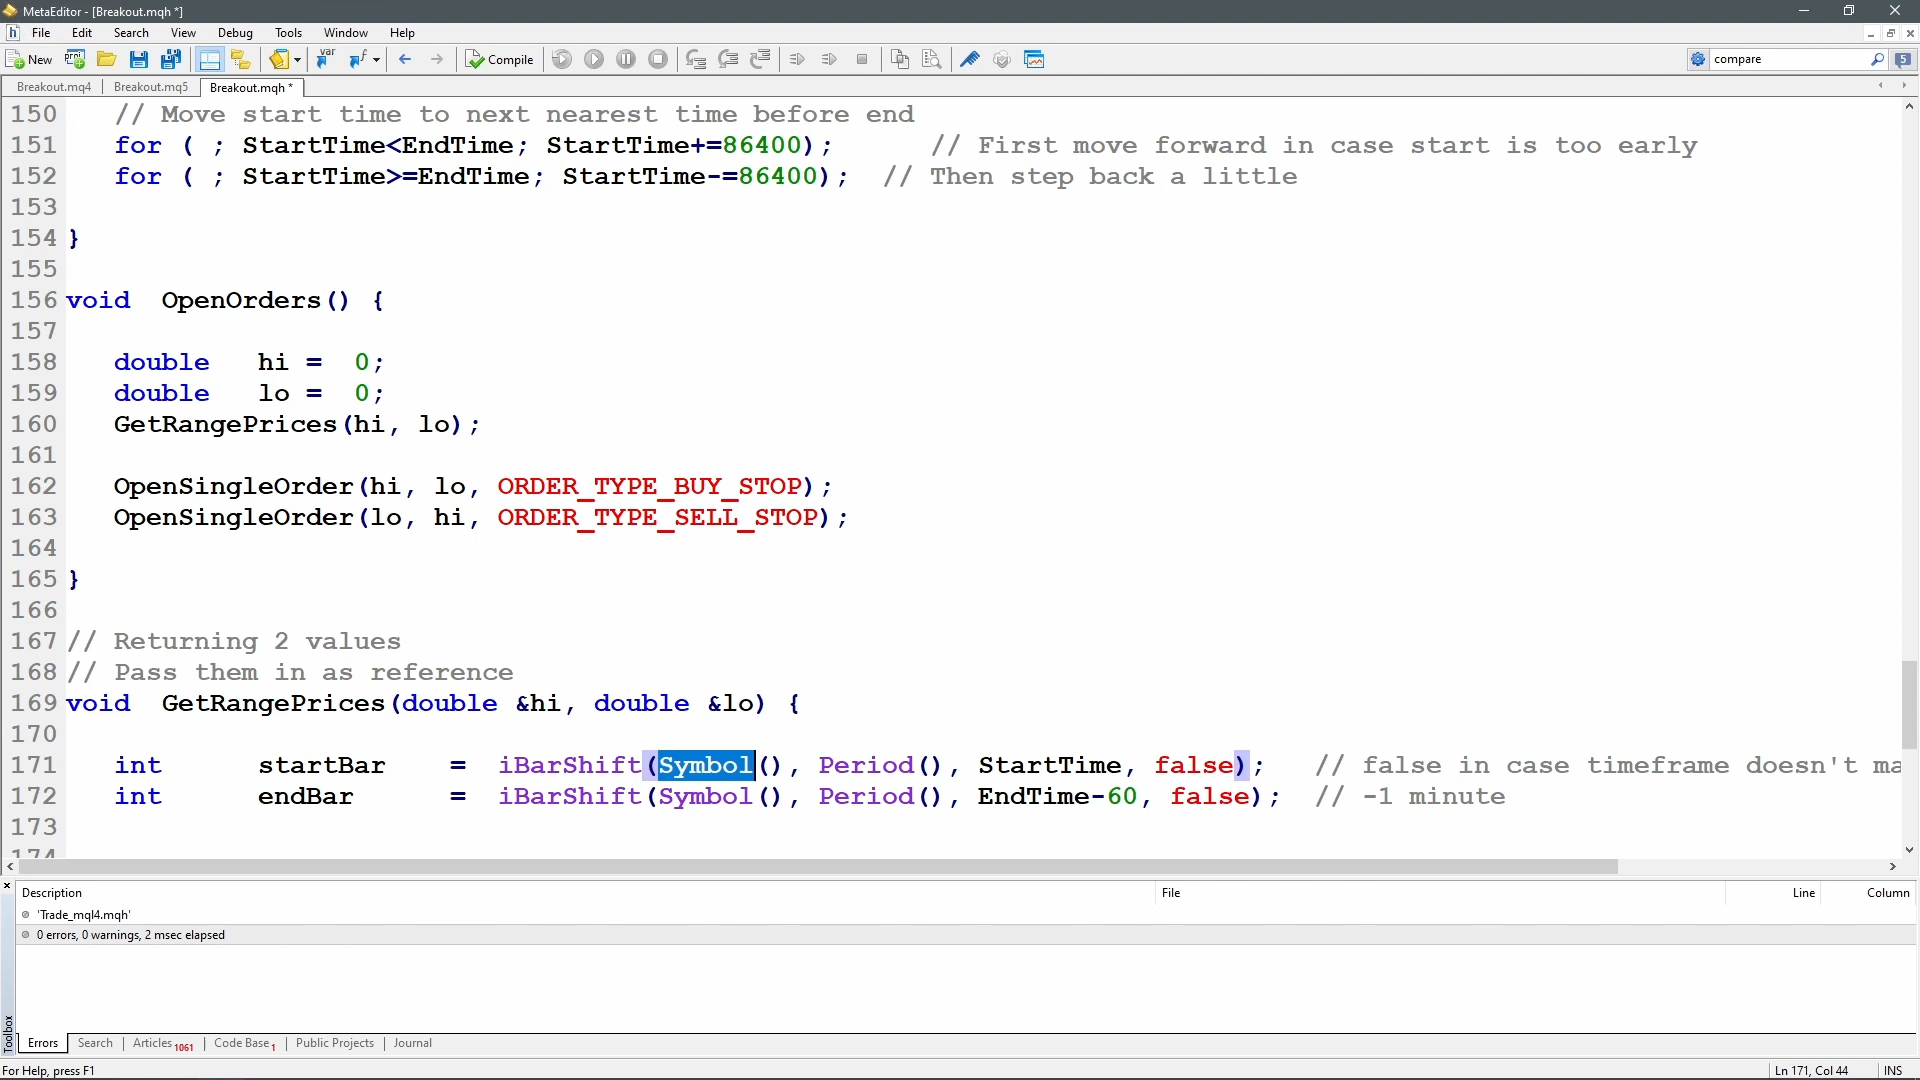 MetaEditor - [Breakout.mqh *]
h File Edit Search View Debug Tools Window Help
New proj var Compile compare 5
Breakout.mq4 Breakout.mq5 Breakout.mqh *
150 // Move start time to next nearest time before end
151 for ( ; StartTime<EndTime; StartTime+=86400); // First move forward in case start is too early
152 for ( ; StartTime>=EndTime; StartTime-=86400); // Then step back a little
153
154 }
155
156 void OpenOrders() {
157
158 double hi = 0;
159 double lo = 0;
160 GetRangePrices(hi, lo);
161
162 OpenSingleOrder(hi, lo, ORDER_TYPE_BUY_STOP);
163 OpenSingleOrder(lo, hi, ORDER_TYPE_SELL_STOP);
164
165 }
166
167 // Returning 2 values
168 // Pass them in as reference
169 void GetRangePrices(double &hi, double &lo) {
170
171 int startBar = iBarShift(Symbol(), Period(), StartTime, false); // false in case timeframe doesn't ma
172 int endBar = iBarShift(Symbol(), Period(), EndTime-60, false); // -1 minute
173
174
Description File Line Column
'Trade_mql4.mqh'
0 errors, 0 warnings, 2 msec elapsed
Toolbox
Errors Search Articles 1061 Code Base 1 Public Projects Journal
For Help, press F1 Ln 171, Col 44 INS